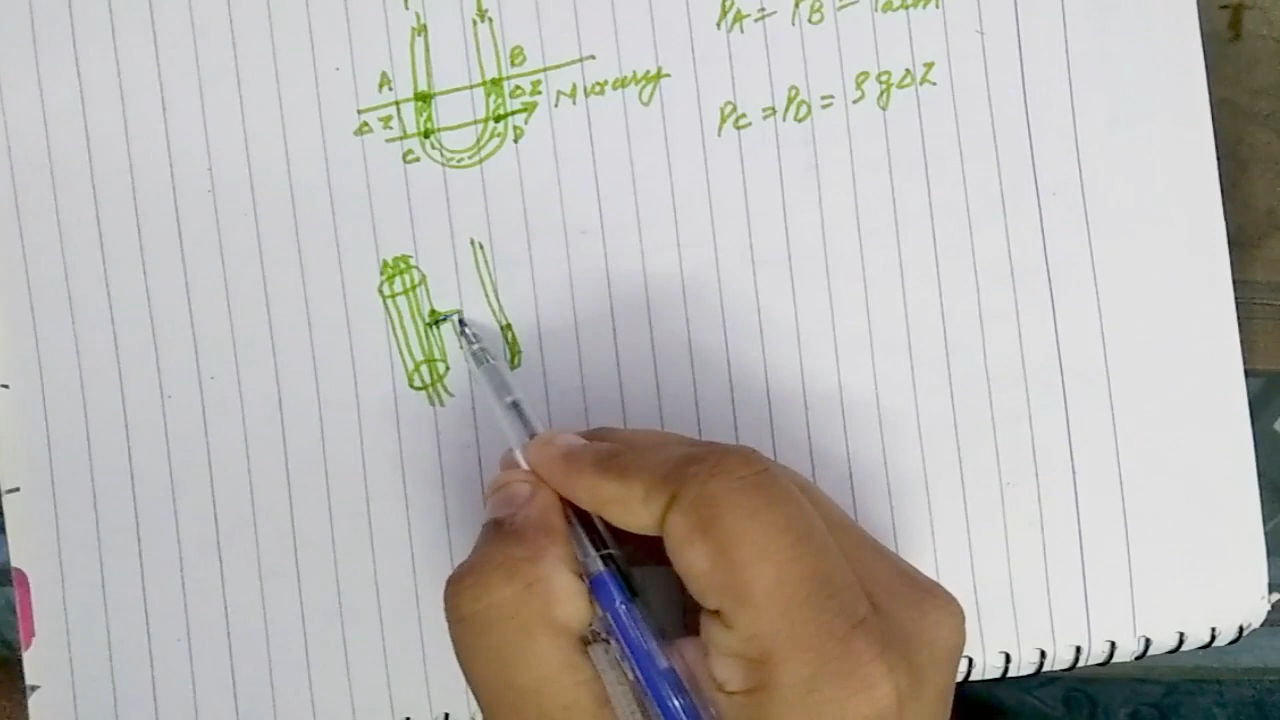 PA = PB = Patm
A B
ΔZ ΔZ Mercury
C D
PC = PD = ρgΔZ